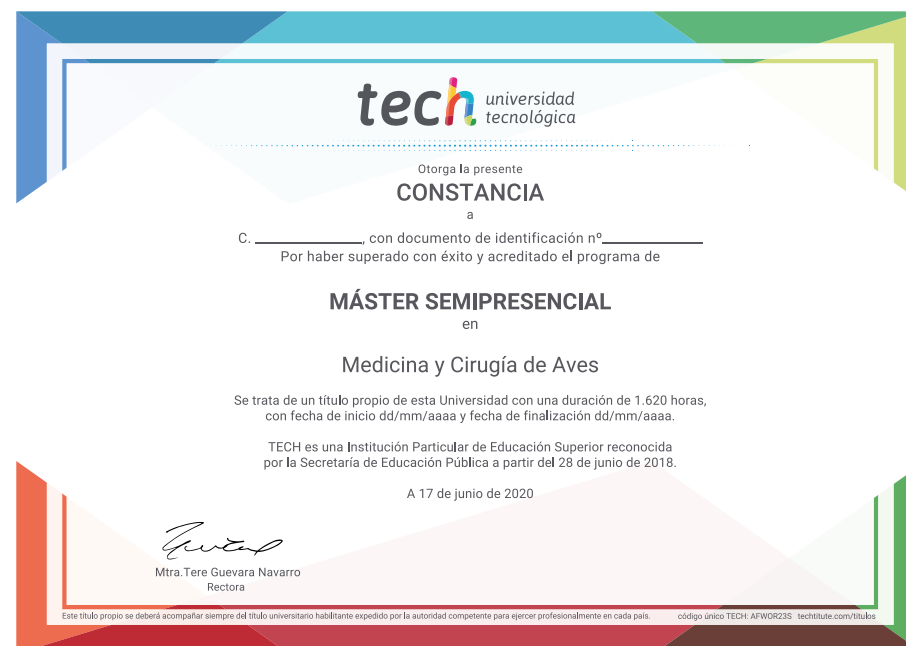 tech universidad
tecnológica
Otorga la presente
CONSTANCIA
a
C. ____________, con documento de identificación nº____________
Por haber superado con éxito y acreditado el programa de
MÁSTER SEMIPRESENCIAL
en
Medicina y Cirugía de Aves
Se trata de un título propio de esta Universidad con una duración de 1.620 horas,
con fecha de inicio dd/mm/aaaa y fecha de finalización dd/mm/aaaa.
TECH es una Institución Particular de Educación Superior reconocida
por la Secretaría de Educación Pública a partir del 28 de junio de 2018.
A 17 de junio de 2020
Mtra.Tere Guevara Navarro
Rectora
Este título propio se deberá acompañar siempre del título universitario habilitante expedido por la autoridad competente para ejercer profesionalmente en cada país. código único TECH: AFWOR23S techtitute.com/títulos